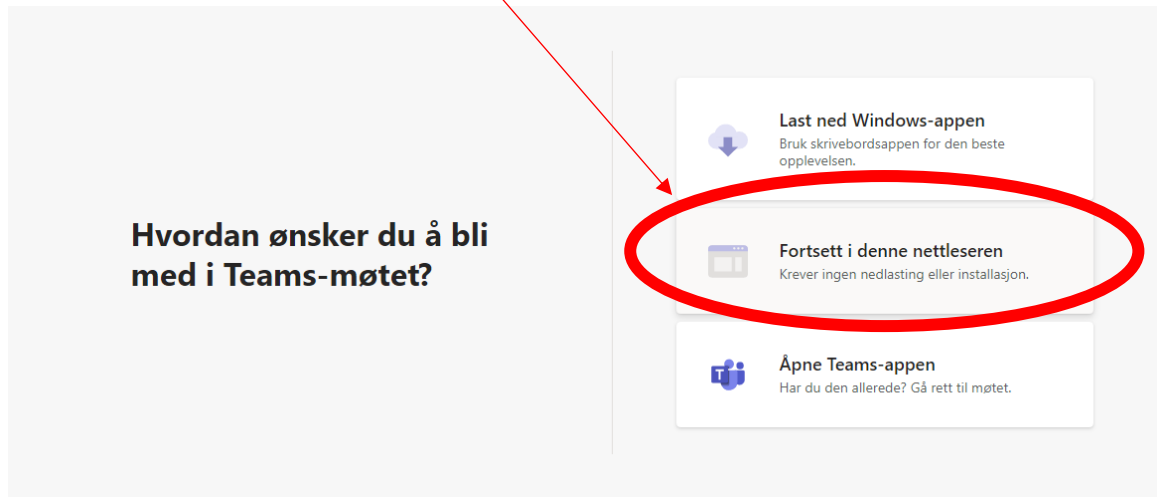 Hvordan ønsker du å bli
med i Teams-møtet?
Last ned Windows-appen
Bruk skrivebordsappen for den beste
opplevelsen.
Fortsett i denne nettleseren
Krever ingen nedlasting eller installasjon.
Åpne Teams-appen
Har du den allerede? Gå rett til møtet.